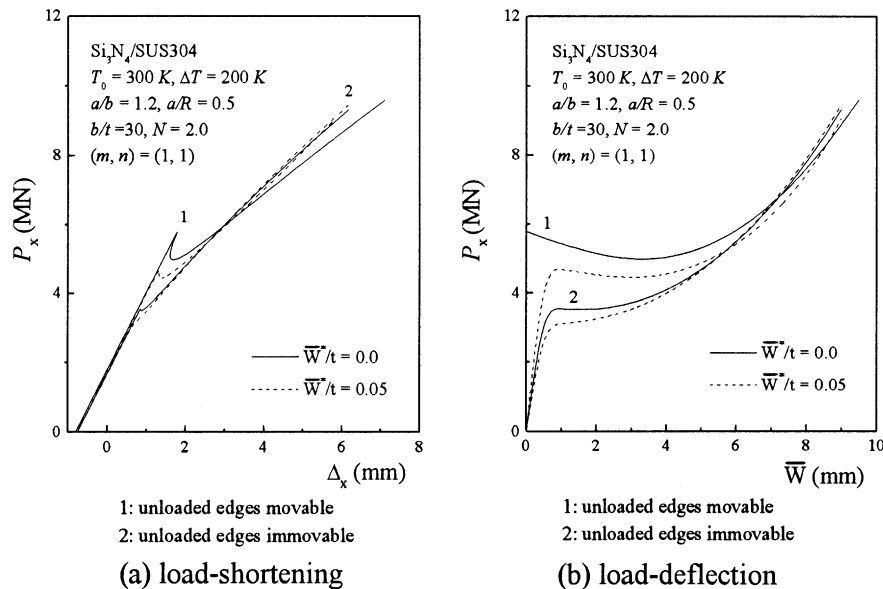 12
Si₃N₄/SUS304
T₀ = 300 K, ΔT = 200 K
a/b = 1.2, a/R = 0.5
b/t =30, N = 2.0
(m, n) = (1, 1)
2
1
8
4
0
Pₓ (MN)
W̅*/t = 0.0
W̅*/t = 0.05
0 2 4 6 8
Δₓ (mm)
1: unloaded edges movable
2: unloaded edges immovable
(a) load-shortening
12
Si₃N₄/SUS304
T₀ = 300 K, ΔT = 200 K
a/b = 1.2, a/R = 0.5
b/t =30, N = 2.0
(m, n) = (1, 1)
1
2
8
4
0
Pₓ (MN)
W̅*/t = 0.0
W̅*/t = 0.05
0 2 4 6 8 10
W̅ (mm)
1: unloaded edges movable
2: unloaded edges immovable
(b) load-deflection